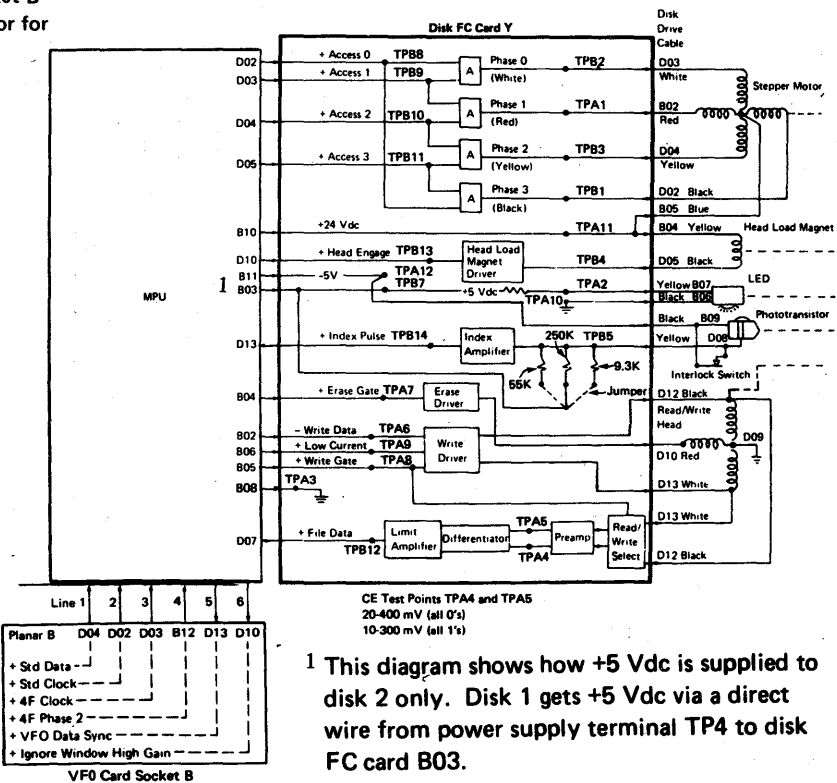 or for
Disk FC Card Y
Disk
Drive
Cable
D02 + Access 0 TPB8 A Phase 0 TPB2 D03
(White) White
D03 + Access 1 TPB9
Stepper Motor
A Phase 1 TPA1 B02
(Red) Red
D04 + Access 2 TPB10
A Phase 2 TPB3 D04
(Yellow) Yellow
D05 + Access 3 TPB11
A Phase 3 TPB1 D02 Black
(Black)
B05 Blue
B10 +24 Vdc TPA11 B04 Yellow Head Load Magnet
D10 + Head Engage TPB13 Head Load
Magnet
Driver
TPB4 D05 Black
B11 -5V TPA12
1 B03 TPB7 +5 Vdc TPA2 Yellow B07 LED
TPA10 Black B06
MPU
Black B09 Phototransistor
D13 + Index Pulse TPB14 Index
Amplifier
250K TPB5 Yellow D08
55K 9.3K
Interlock Switch
Jumper
B04 + Erase Gate TPA7 Erase
Driver
D12 Black
Read/Write
Head
B02 - Write Data TPA6
B06 + Low Current TPA9 Write
Driver
B05 + Write Gate TPA8
D10 Red D09
B08 TPA3
D13 White
D07 + File Data TPB12 Limit
Amplifier
Differentiator TPA5
TPA4
Preamp Read/
Write
Select
D13 White
D12 Black
CE Test Points TPA4 and TPA5
20-400 mV (all 0's)
10-300 mV (all 1's)
Line 1 2 3 4 5 6
Planar B D04 D02 D03 B12 D13 D10
+ Std Data
+ Std Clock
+ 4F Clock
+ 4F Phase 2
+ VFO Data Sync
+ Ignore Window High Gain
VF0 Card Socket B
1 This diagram shows how +5 Vdc is supplied to
disk 2 only. Disk 1 gets +5 Vdc via a direct
wire from power supply terminal TP4 to disk
FC card B03.